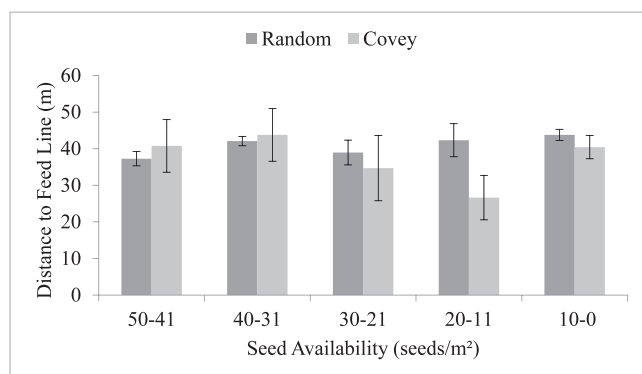 Random Covey
60
50
40
30
20
10
0
Distance to Feed Line (m)
50-41 40-31 30-21 20-11 10-0
Seed Availability (seeds/m²)